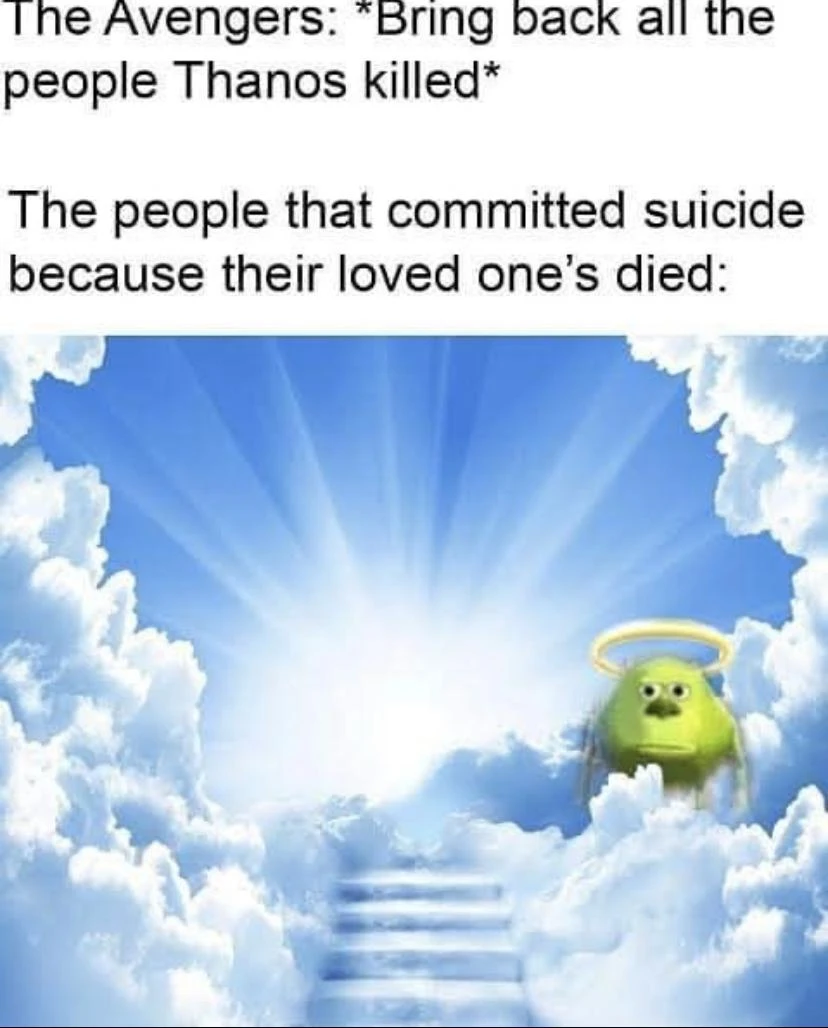 The Avengers: *Bring back all the
people Thanos killed*
The people that committed suicide
because their loved one’s died: